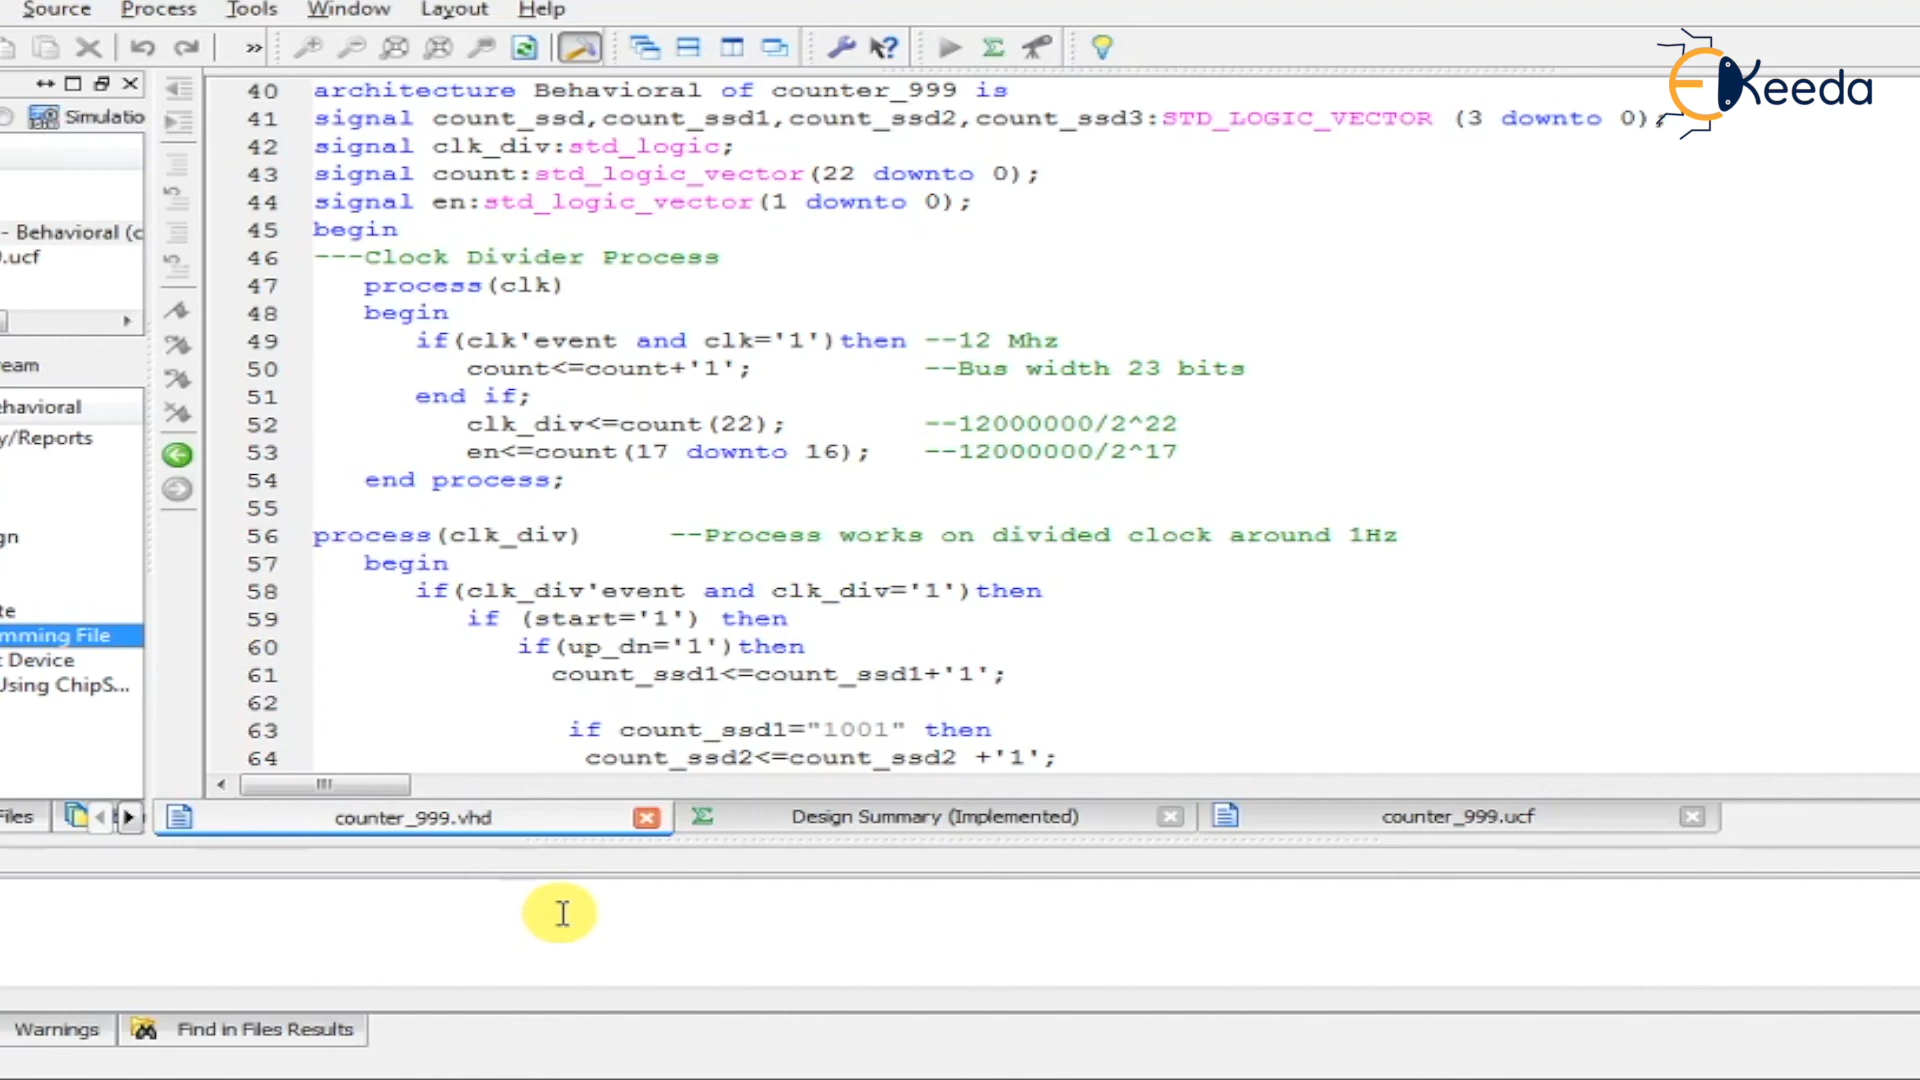 Source Process Tools Window Layout Help
EKeeda
Simulatio
- Behavioral (c
.ucf
havioral
y/Reports
mming File
Device
Using ChipS...
Files
40 architecture Behavioral of counter_999 is
41 signal count_ssd,count_ssd1,count_ssd2,count_ssd3:STD_LOGIC_VECTOR (3 downto 0);
42 signal clk_div:std_logic;
43 signal count:std_logic_vector(22 downto 0);
44 signal en:std_logic_vector(1 downto 0);
45 begin
46 ---Clock Divider Process
47 process(clk)
48 begin
49 if(clk'event and clk='1')then --12 Mhz
50 count<=count+'1'; --Bus width 23 bits
51 end if;
52 clk_div<=count(22); --12000000/2^22
53 en<=count(17 downto 16); --12000000/2^17
54 end process;
55
56 process(clk_div) --Process works on divided clock around 1Hz
57 begin
58 if(clk_div'event and clk_div='1')then
59 if (start='1') then
60 if(up_dn='1')then
61 count_ssd1<=count_ssd1+'1';
62
63 if count_ssd1="1001" then
64 count_ssd2<=count_ssd2 +'1';
counter_999.vhd Design Summary (Implemented) counter_999.ucf
Warnings Find in Files Results